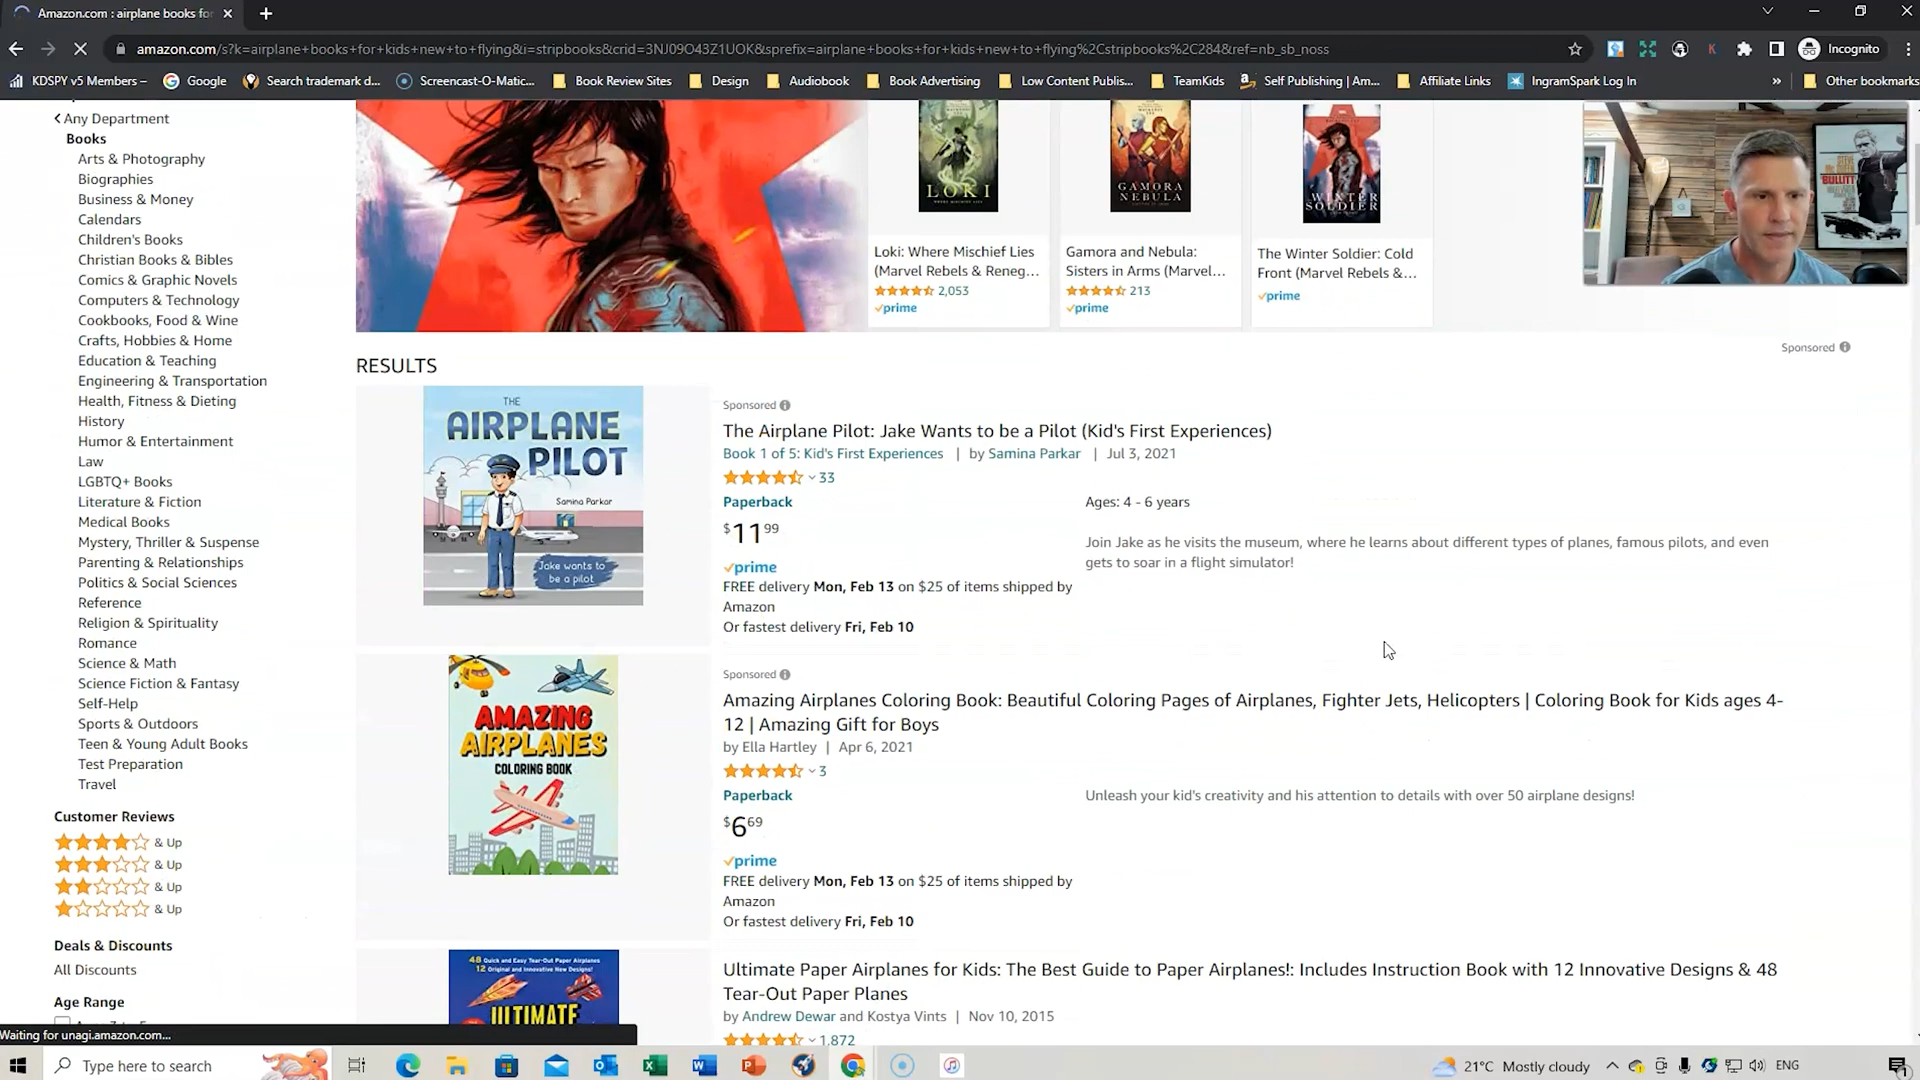 Amazon.com : airplane books for
amazon.com/s?k=airplane+books+for+kids+new+to+flying&i=stripbooks&crid=3NJ09O43Z1UOK&sprefix=airplane+books+for+kids+new+to+flying%2Cstripbooks%2C284&ref=nb_sb_noss
Incognito
KDSPY v5 Members –
Google
Search trademark d...
Screencast-O-Matic...
Book Review Sites
Design
Audiobook
Book Advertising
Low Content Publis...
TeamKids
Self Publishing | Am...
Affiliate Links
IngramSpark Log In
»
Other bookmarks
Any Department
Books
Arts & Photography
Biographies
Business & Money
Calendars
Children's Books
Christian Books & Bibles
Comics & Graphic Novels
Computers & Technology
Cookbooks, Food & Wine
Crafts, Hobbies & Home
Education & Teaching
Engineering & Transportation
Health, Fitness & Dieting
History
Humor & Entertainment
Law
LGBTQ+ Books
Literature & Fiction
Medical Books
Mystery, Thriller & Suspense
Parenting & Relationships
Politics & Social Sciences
Reference
Religion & Spirituality
Romance
Science & Math
Science Fiction & Fantasy
Self-Help
Sports & Outdoors
Teen & Young Adult Books
Test Preparation
Travel
Customer Reviews
& Up
& Up
& Up
& Up
Deals & Discounts
All Discounts
Age Range
LOKI
Loki: Where Mischief Lies
(Marvel Rebels & Reneg...
2,053
prime
GAMORA
NEBULA
Gamora and Nebula:
Sisters in Arms (Marvel...
213
prime
WINTER
SOLDIER
The Winter Soldier: Cold
Front (Marvel Rebels &...
prime
BULLITT
Sponsored
RESULTS
THE
AIRPLANE
PILOT
Samina Parkar
Jake wants to
be a pilot
Sponsored
The Airplane Pilot: Jake Wants to be a Pilot (Kid's First Experiences)
Book 1 of 5: Kid's First Experiences | by Samina Parkar | Jul 3, 2021
33
Paperback
$11 99
prime
FREE delivery Mon, Feb 13 on $25 of items shipped by
Amazon
Or fastest delivery Fri, Feb 10
Ages: 4 - 6 years
Join Jake as he visits the museum, where he learns about different types of planes, famous pilots, and even
gets to soar in a flight simulator!
AMAZING
AIRPLANES
COLORING BOOK
Sponsored
Amazing Airplanes Coloring Book: Beautiful Coloring Pages of Airplanes, Fighter Jets, Helicopters | Coloring Book for Kids ages 4-
12 | Amazing Gift for Boys
by Ella Hartley | Apr 6, 2021
3
Paperback
$6 69
prime
FREE delivery Mon, Feb 13 on $25 of items shipped by
Amazon
Or fastest delivery Fri, Feb 10
Unleash your kid's creativity and his attention to details with over 50 airplane designs!
48 Quick and Easy Tear-Out Paper Airplanes
12 Original and Innovative New Designs!
ULTIMATE
Ultimate Paper Airplanes for Kids: The Best Guide to Paper Airplanes!: Includes Instruction Book with 12 Innovative Designs & 48
Tear-Out Paper Planes
by Andrew Dewar and Kostya Vints | Nov 10, 2015
1,872
Waiting for unagi.amazon.com...
Type here to search
21°C Mostly cloudy
ENG